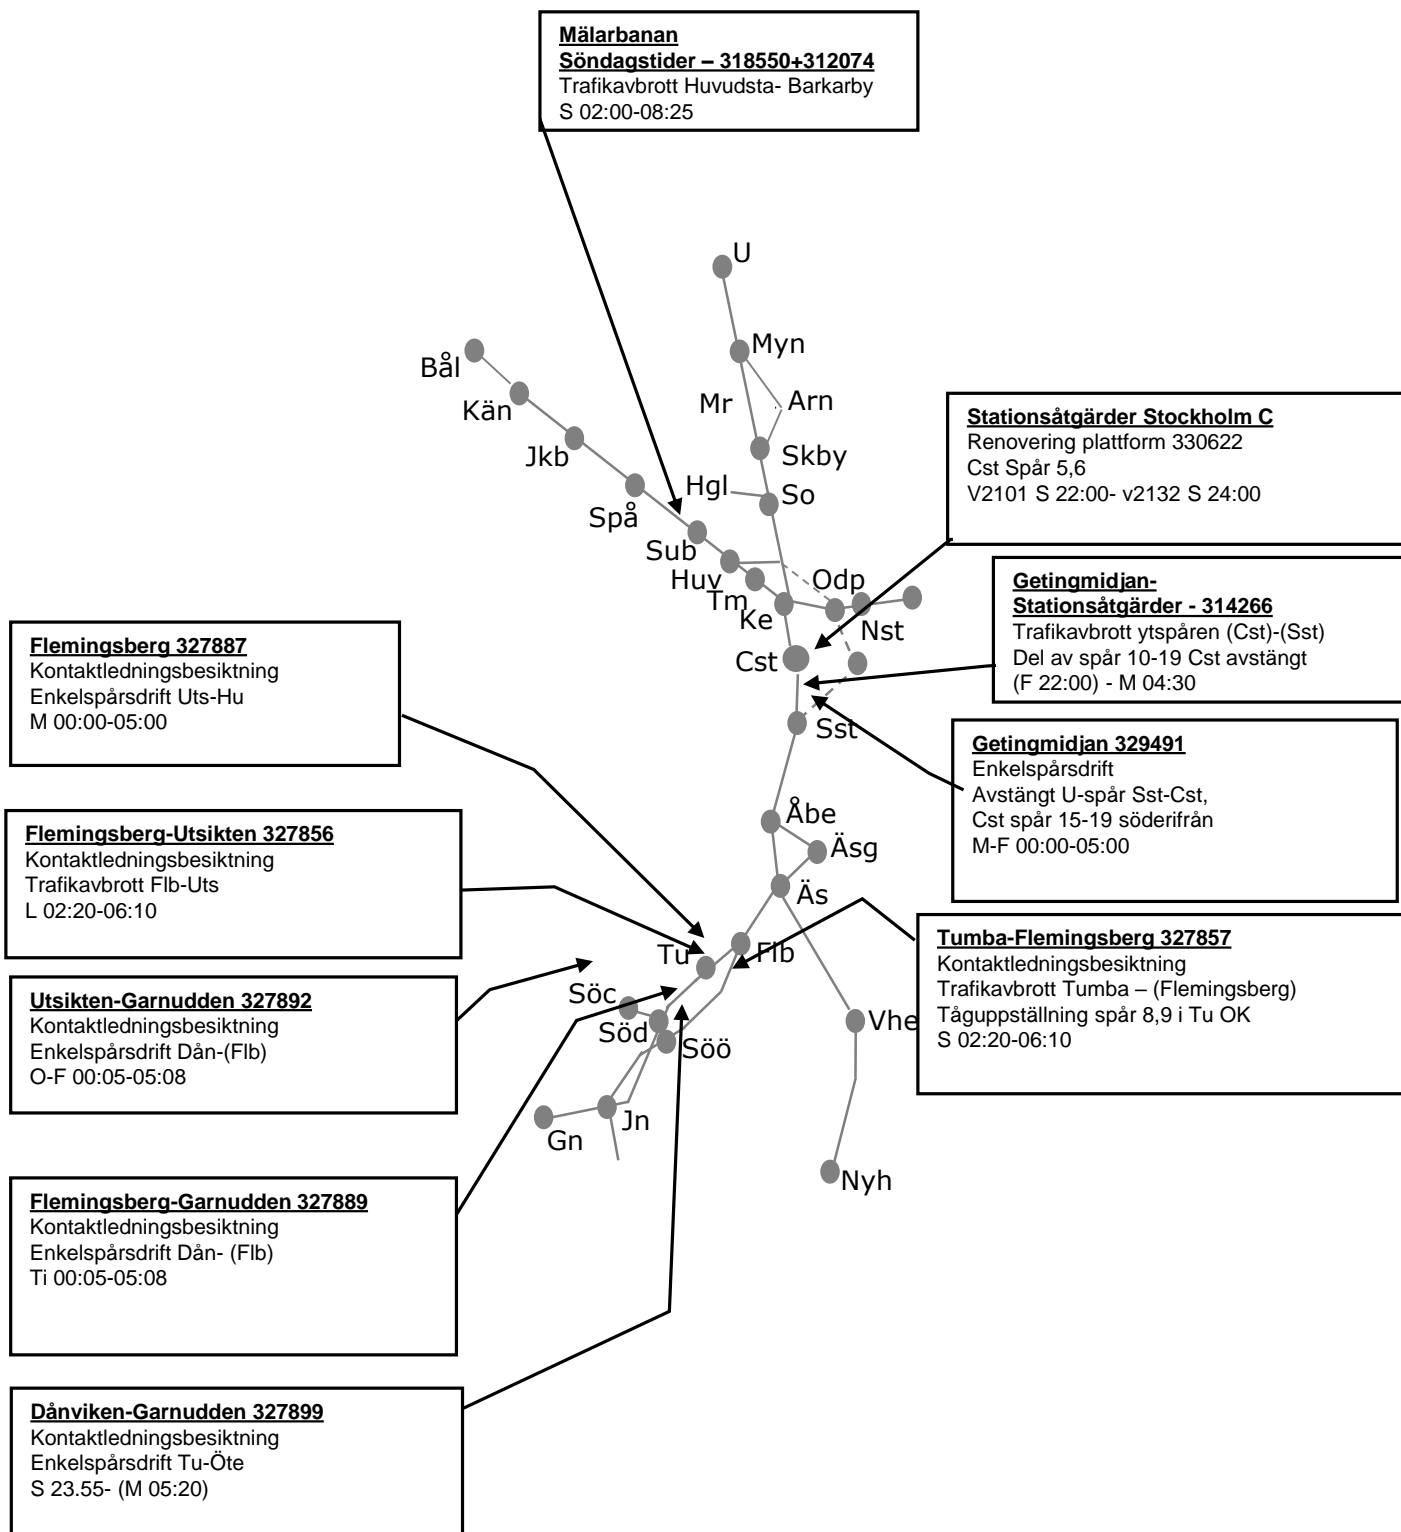 Mälarbanan
Söndagstider – 318550+312074
Trafikavbrott Huvudsta- Barkarby
S 02:00-08:25
U
Myn
Bål
Kän
Mr
Arn
Jkb
Skby
Hgl
So
Spå
Sub
Huv
Odp
Tm
Ke
Nst
Cst
Sst
Stationsåtgärder Stockholm C
Renovering plattform 330622
Cst Spår 5,6
V2101 S 22:00- v2132 S 24:00
Getingmidjan-
Stationsåtgärder - 314266
Trafikavbrott ytspåren (Cst)-(Sst)
Del av spår 10-19 Cst avstängt
(F 22:00) - M 04:30
Flemingsberg 327887
Kontaktledningsbesiktning
Enkelspårsdrift Uts-Hu
M 00:00-05:00
Getingmidjan 329491
Enkelspårsdrift
Avstängt U-spår Sst-Cst,
Cst spår 15-19 söderifrån
M-F 00:00-05:00
Åbe
Äsg
Äs
Flemingsberg-Utsikten 327856
Kontaktledningsbesiktning
Trafikavbrott Flb-Uts
L 02:20-06:10
Tumba-Flemingsberg 327857
Kontaktledningsbesiktning
Trafikavbrott Tumba – (Flemingsberg)
Tåguppställning spår 8,9 i Tu OK
S 02:20-06:10
Tu
Flb
Söc
Söd
Söö
Vhe
Jn
Gn
Nyh
Utsikten-Garnudden 327892
Kontaktledningsbesiktning
Enkelspårsdrift Dån-(Flb)
O-F 00:05-05:08
Flemingsberg-Garnudden 327889
Kontaktledningsbesiktning
Enkelspårsdrift Dån- (Flb)
Ti 00:05-05:08
Dånviken-Garnudden 327899
Kontaktledningsbesiktning
Enkelspårsdrift Tu-Öte
S 23.55- (M 05:20)